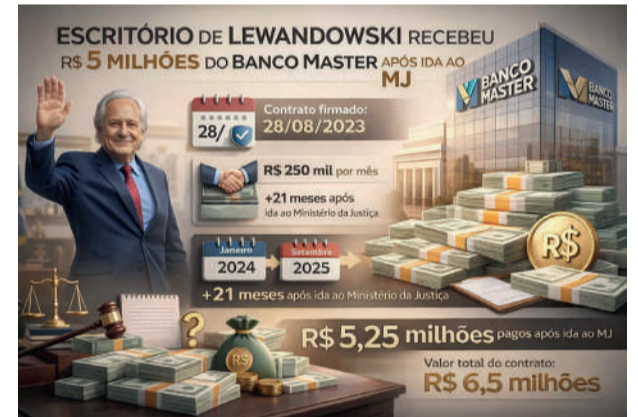 ESCRITÓRIO DE LEWANDOWSKI RECEBEU
R$ 5 MILHÕES DO BANCO MASTER APÓS IDA AO
MJ
BANCO
MASTER
BANCO
MASTER
28/
Contrato firmado:
28/08/2023
R$ 250 mil por mês
+21 meses após
ida ao Ministério da Justiça
Janeiro
2024
Setembro
2025
+21 meses após ida ao Ministério da Justiça
R$
?
R$
R$ 5,25 milhões pagos após ida ao MJ
Valor total do contrato:
R$ 6,5 milhões